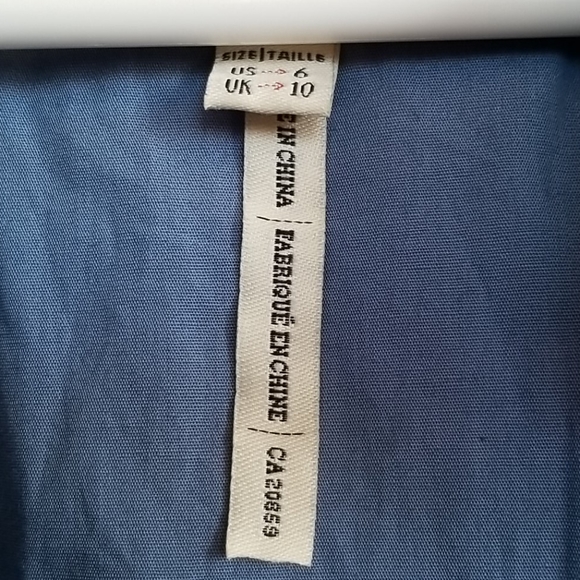 SIZE|TAILLE
US --> 6
UK --> 10
E IN CHINA
FABRIQUÉ EN CHINE
CA 20859